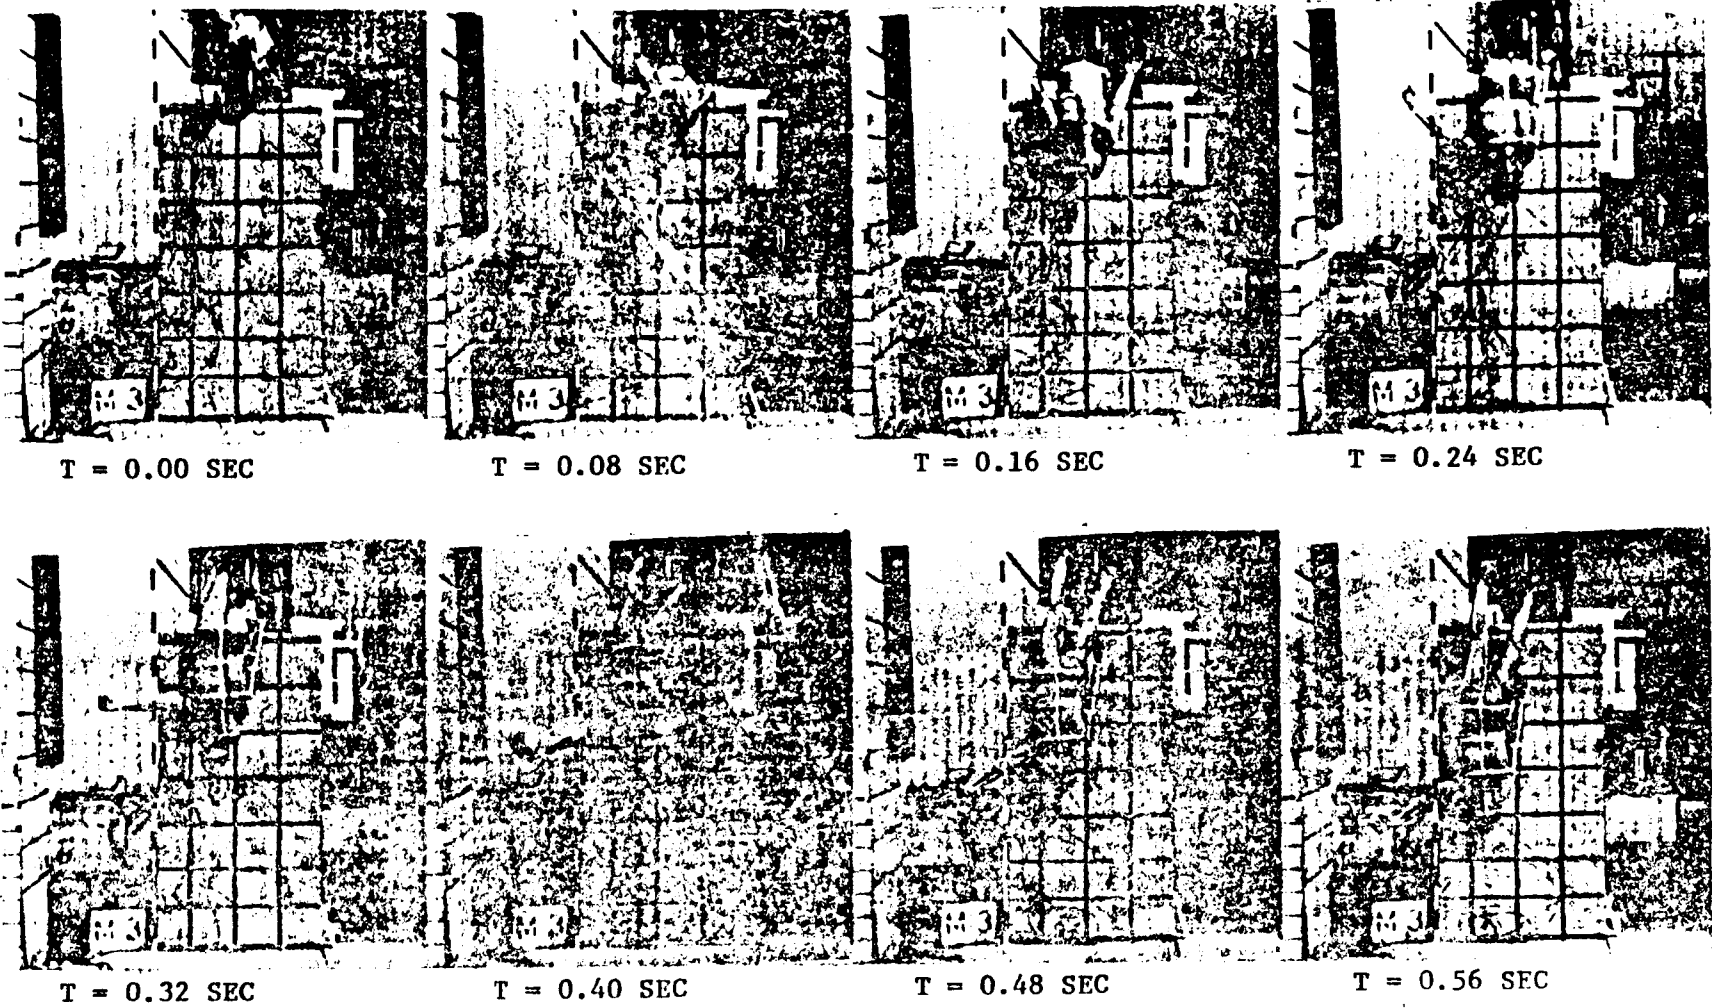 M 3
M 3
M 3
M 3
T = 0.00 SEC
T = 0.08 SEC
T = 0.16 SEC
T = 0.24 SEC
M 3
M 3
M 3
M 3
T = 0.32 SEC
T = 0.40 SEC
T = 0.48 SEC
T = 0.56 SEC